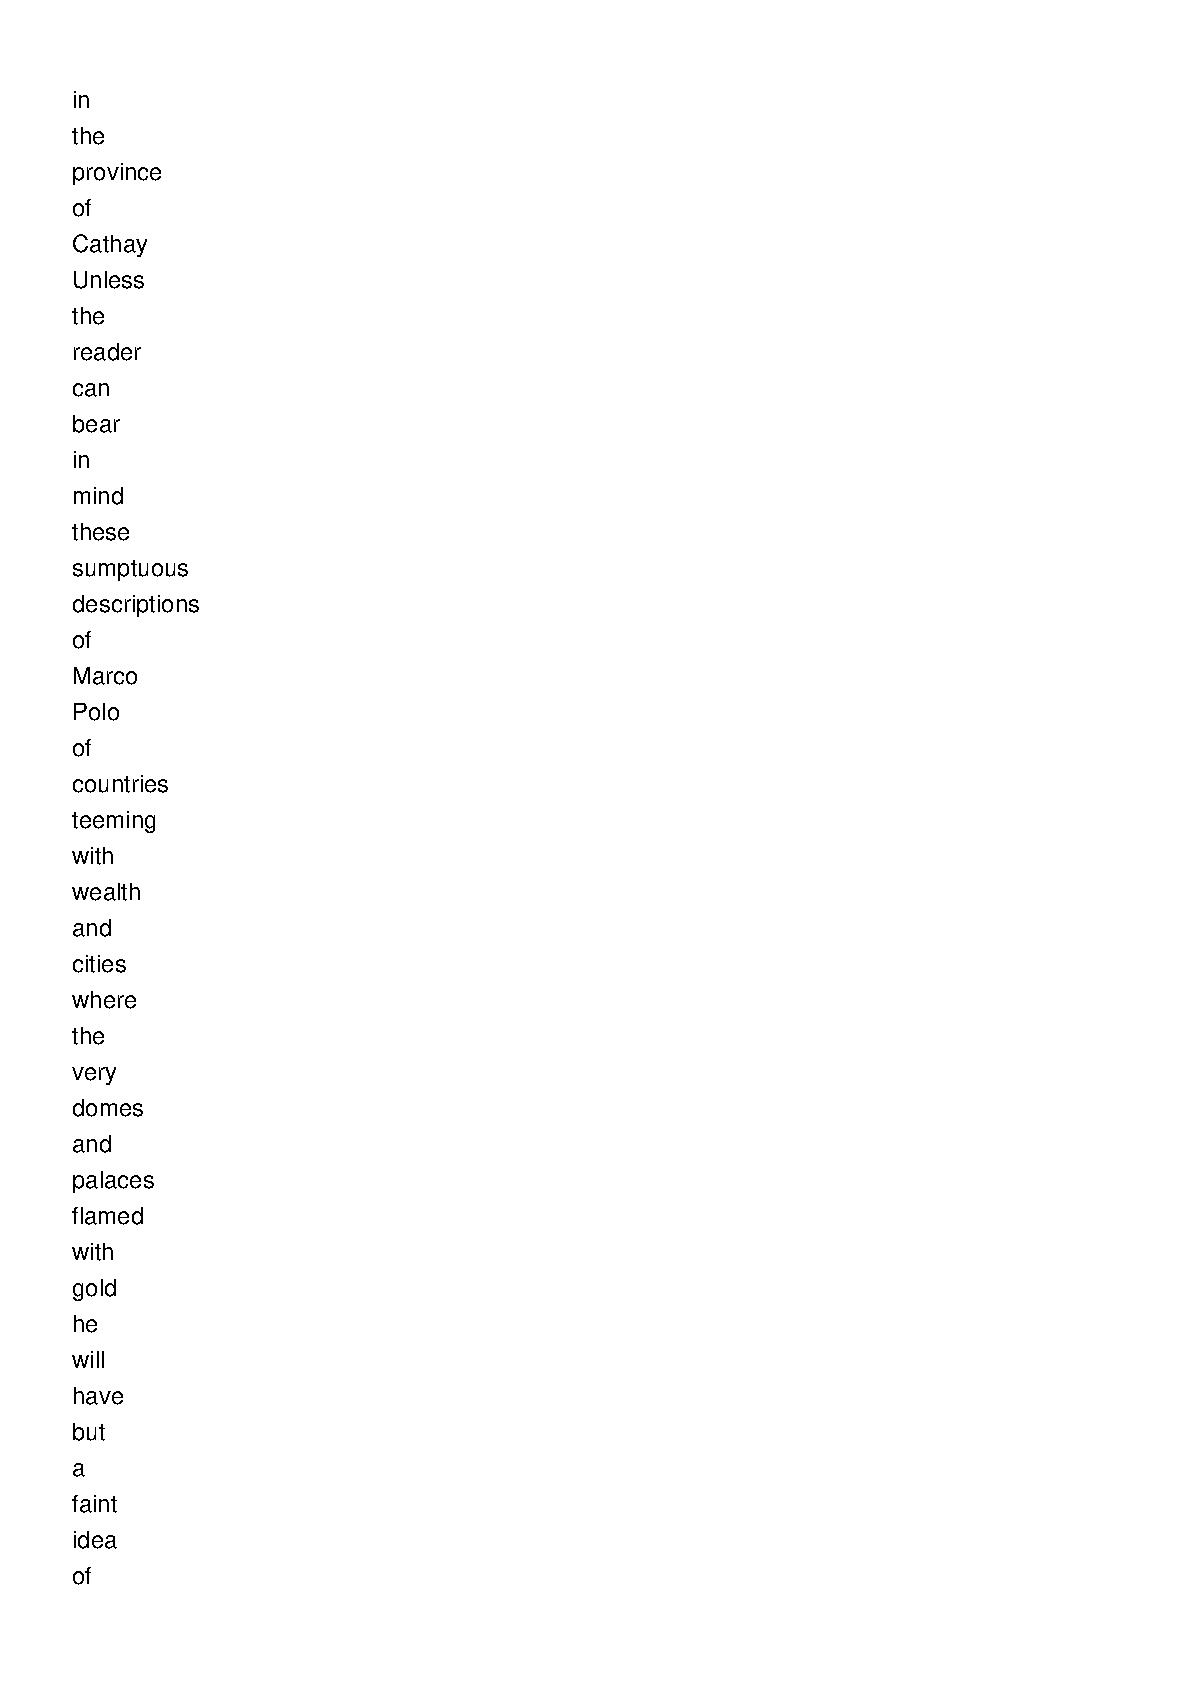 in
the
province
of
Cathay
Unless
the
reader
can
bear
in
mind
these
sumptuous
descriptions
of
Marco
Polo
of
countries
teeming
with
wealth
and
cities
where
the
very
domes
and
palaces
flamed
with
gold
he
will
have
but
a
faint
idea
of